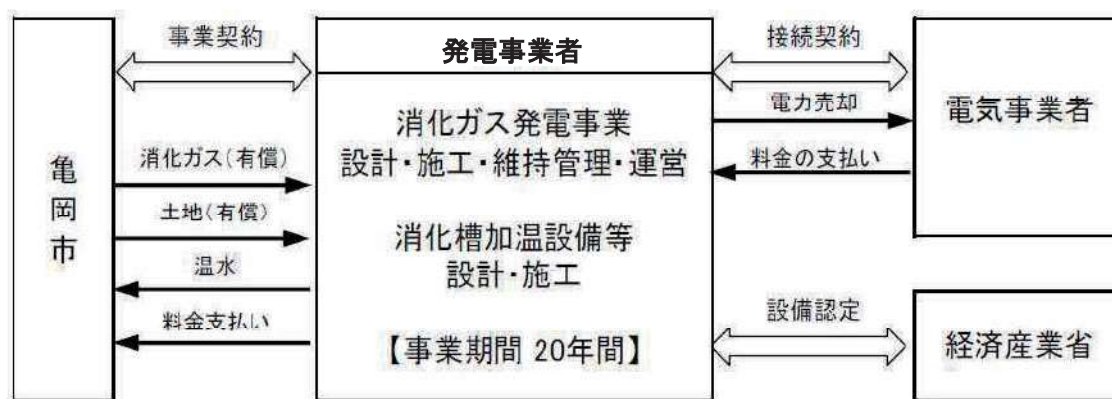 亀岡市
事業契約
消化ガス(有償)
土地(有償)
温水
料金支払い
発電事業者
消化ガス発電事業
設計・施工・維持管理・運営
消化槽加温設備等
設計・施工
【事業期間 20年間】
接続契約
電力売却
料金の支払い
設備認定
電気事業者
経済産業省